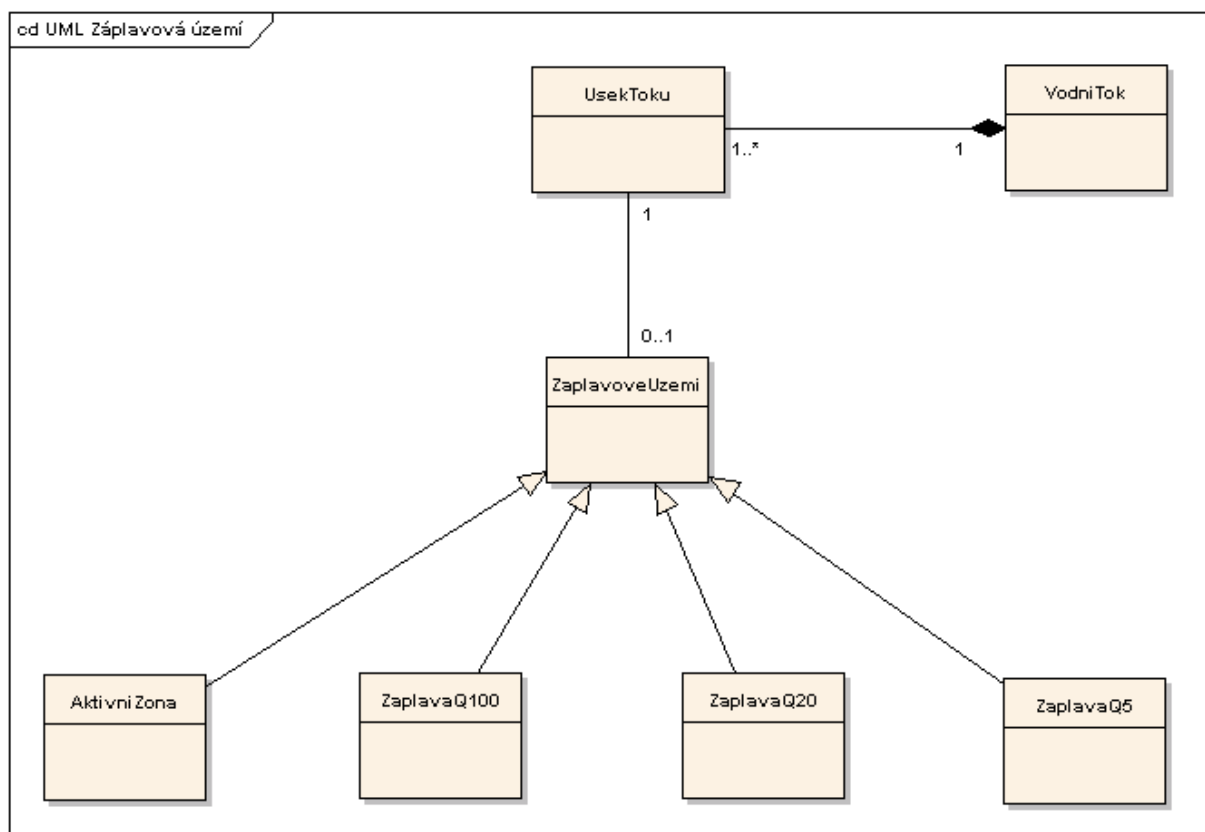 cd UML Záplavová území
UsekToku
VodniTok
1..*
1
1
0..1
ZaplavoveUzemi
AktivniZona
ZaplavaQ100
ZaplavaQ20
ZaplavaQ5